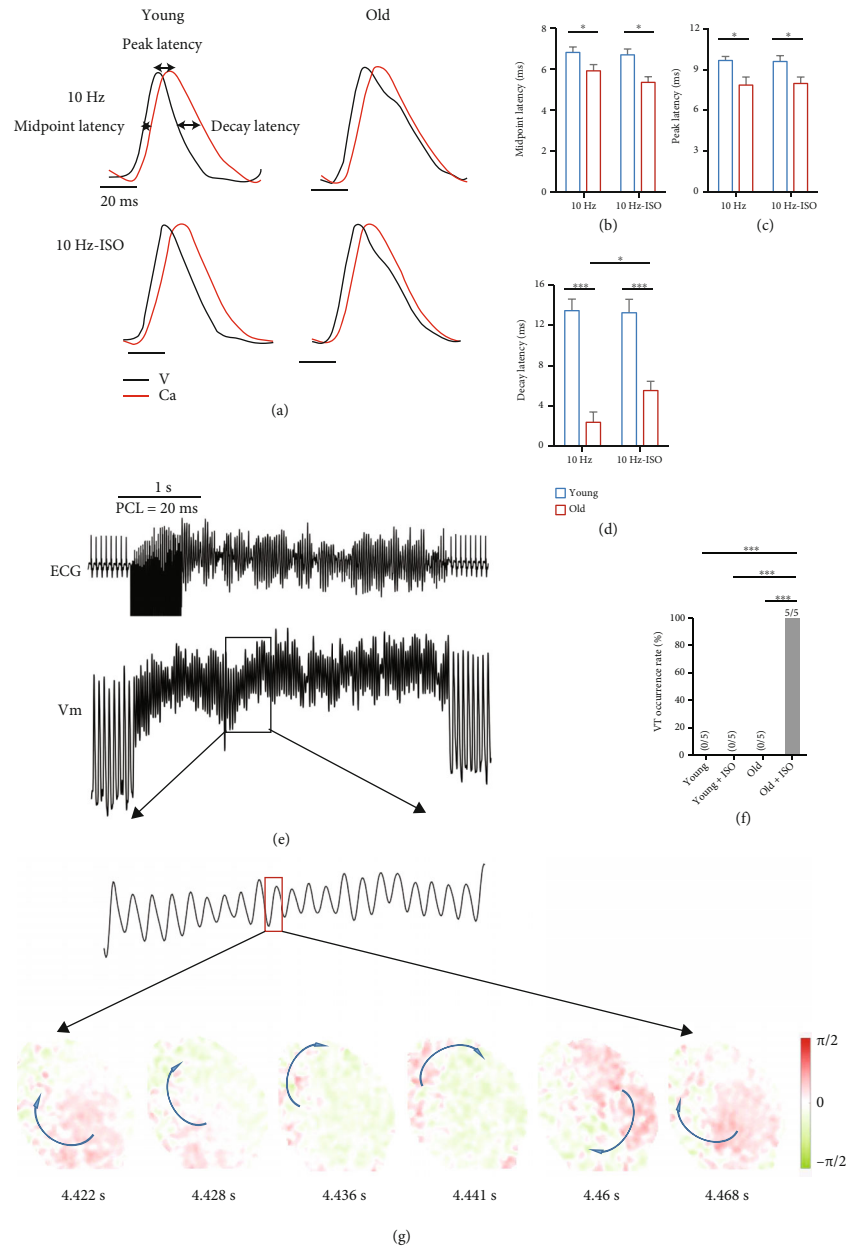 Young
Old
Peak latency
10 Hz
Midpoint latency
Decay latency
20 ms
10 Hz-ISO
V
Ca
(a)
Midpoint latency (ms)
8
6
4
2
0
*
*
10 Hz
10 Hz-ISO
(b)
Peak latency (ms)
12
9
6
3
0
*
*
10 Hz
10 Hz-ISO
(c)
Decay latency (ms)
16
12
8
4
0
*
***
***
10 Hz
10 Hz-ISO
Young
Old
(d)
1 s
PCL = 20 ms
ECG
Vm
(e)
VT occurrence rate (%)
100
80
60
40
20
0
***
***
***
5/5
(0/5)
(0/5)
(0/5)
Young
Young + ISO
Old
Old + ISO
(f)
π/2
0
–π/2
4.422 s
4.428 s
4.436 s
4.441 s
4.46 s
4.468 s
(g)